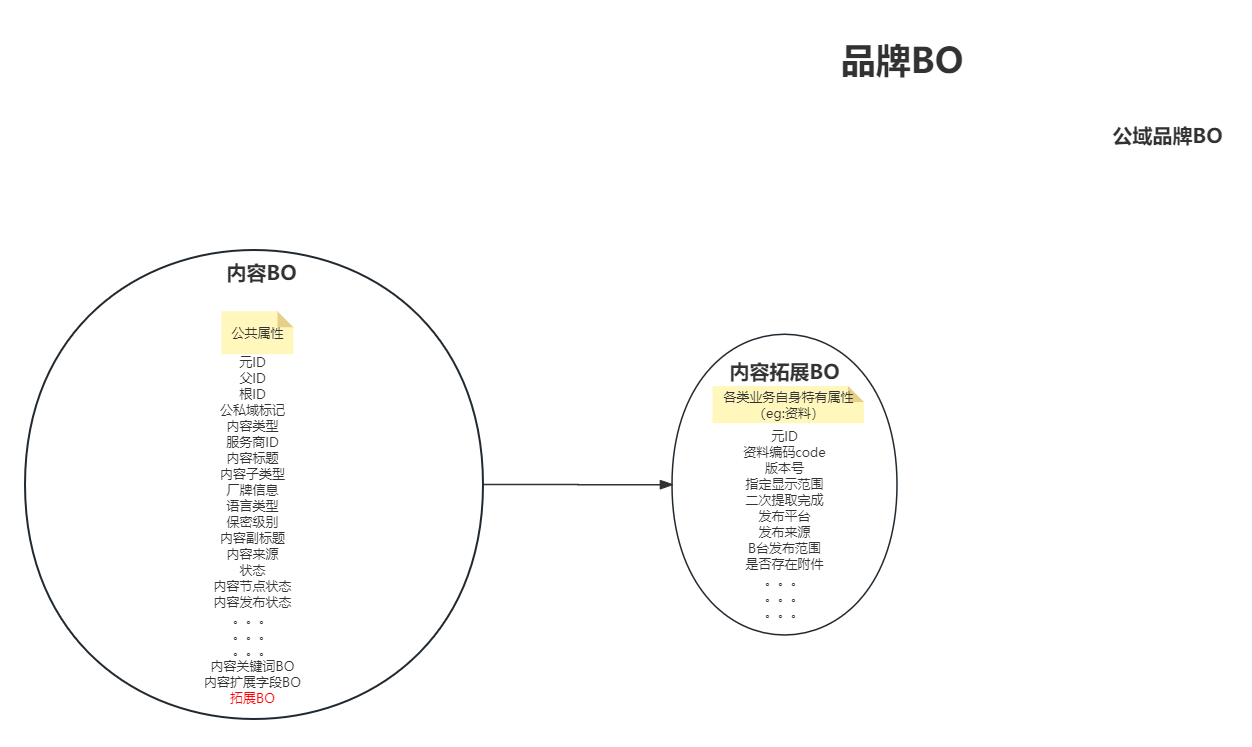 品牌BO
公域品牌BO
内容BO
公共属性
元ID
父ID
根ID
公私域标记
内容类型
服务商ID
内容标题
内容子类型
厂牌信息
语言类型
保密级别
内容副标题
内容来源
状态
内容节点状态
内容发布状态
。。。
。。。
。。。
内容关键词BO
内容扩展字段BO
拓展BO
内容拓展BO
各类业务自身特有属性
（eg:资料）
元ID
资料编码code
版本号
指定显示范围
二次提取完成
发布平台
发布来源
B台发布范围
是否存在附件
。。。
。。。
。。。